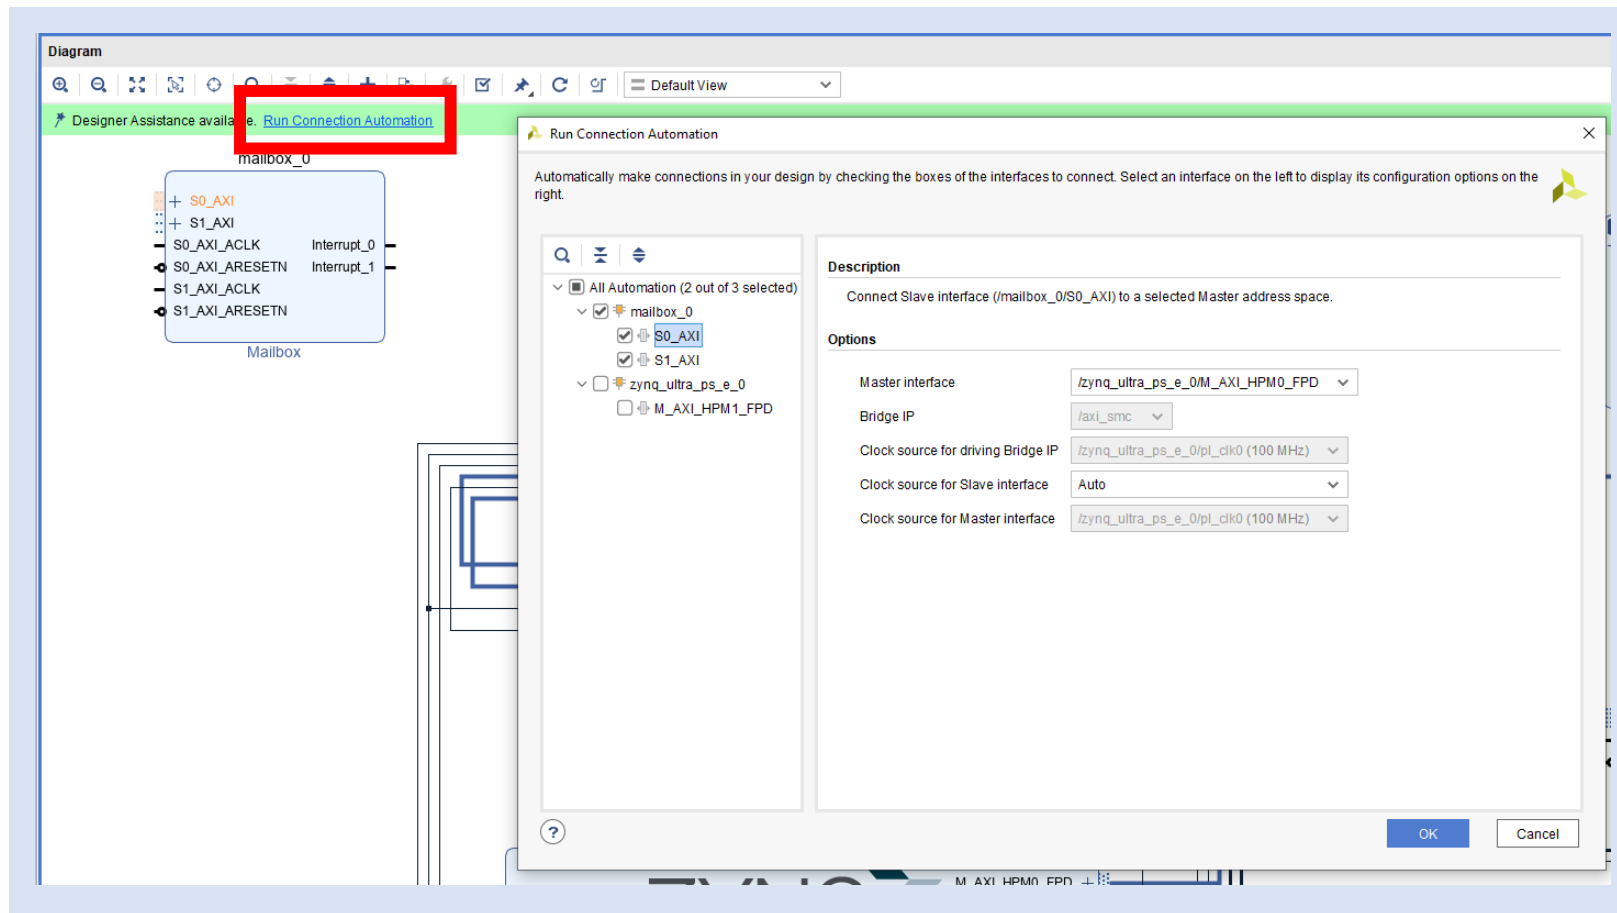 Diagram
Default View
Designer Assistance available. Run Connection Automation
mailbox_0
S0_AXI
S1_AXI
S0_AXI_ACLK Interrupt_0
S0_AXI_ARESETN Interrupt_1
S1_AXI_ACLK
S1_AXI_ARESETN
Mailbox
Run Connection Automation
Automatically make connections in your design by checking the boxes of the interfaces to connect. Select an interface on the left to display its configuration options on the
right.
All Automation (2 out of 3 selected)
mailbox_0
S0_AXI
S1_AXI
zynq_ultra_ps_e_0
M_AXI_HPM1_FPD
Description
Connect Slave interface (/mailbox_0/S0_AXI) to a selected Master address space.
Options
Master interface /zynq_ultra_ps_e_0/M_AXI_HPM0_FPD
Bridge IP /axi_smc
Clock source for driving Bridge IP /zynq_ultra_ps_e_0/pl_clk0 (100 MHz)
Clock source for Slave interface Auto
Clock source for Master interface /zynq_ultra_ps_e_0/pl_clk0 (100 MHz)
?
OK Cancel
M_AXI_HPM0_FPD